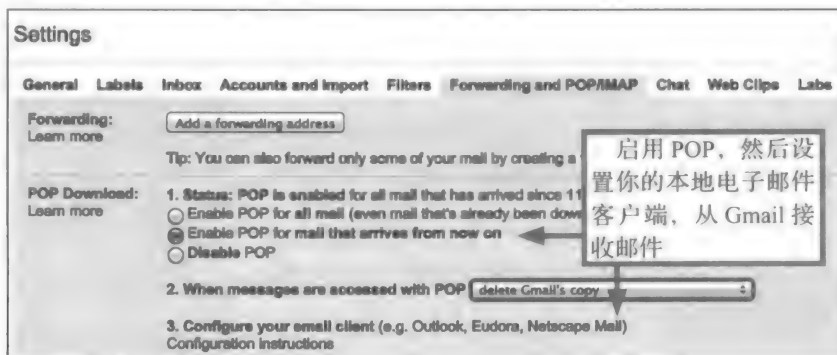 Settings
General Labels Inbox Accounts and Import Filters Forwarding and POP/IMAP Chat Web Clips Labs
Forwarding:
Learn more
Add a forwarding address
Tip: You can also forward only some of your mail by creating a
POP Download:
Learn more
1. Status: POP is enabled for all mail that has arrived since 11
Enable POP for all mail (even mail that's already been dow
Enable POP for mail that arrives from now on
Disable POP
2. When messages are accessed with POP delete Gmail's copy
3. Configure your email client (e.g. Outlook, Eudora, Netscape Mail)
Configuration instructions
启用 POP，然后设
置你的本地电子邮件
客户端，从 Gmail 接
收邮件